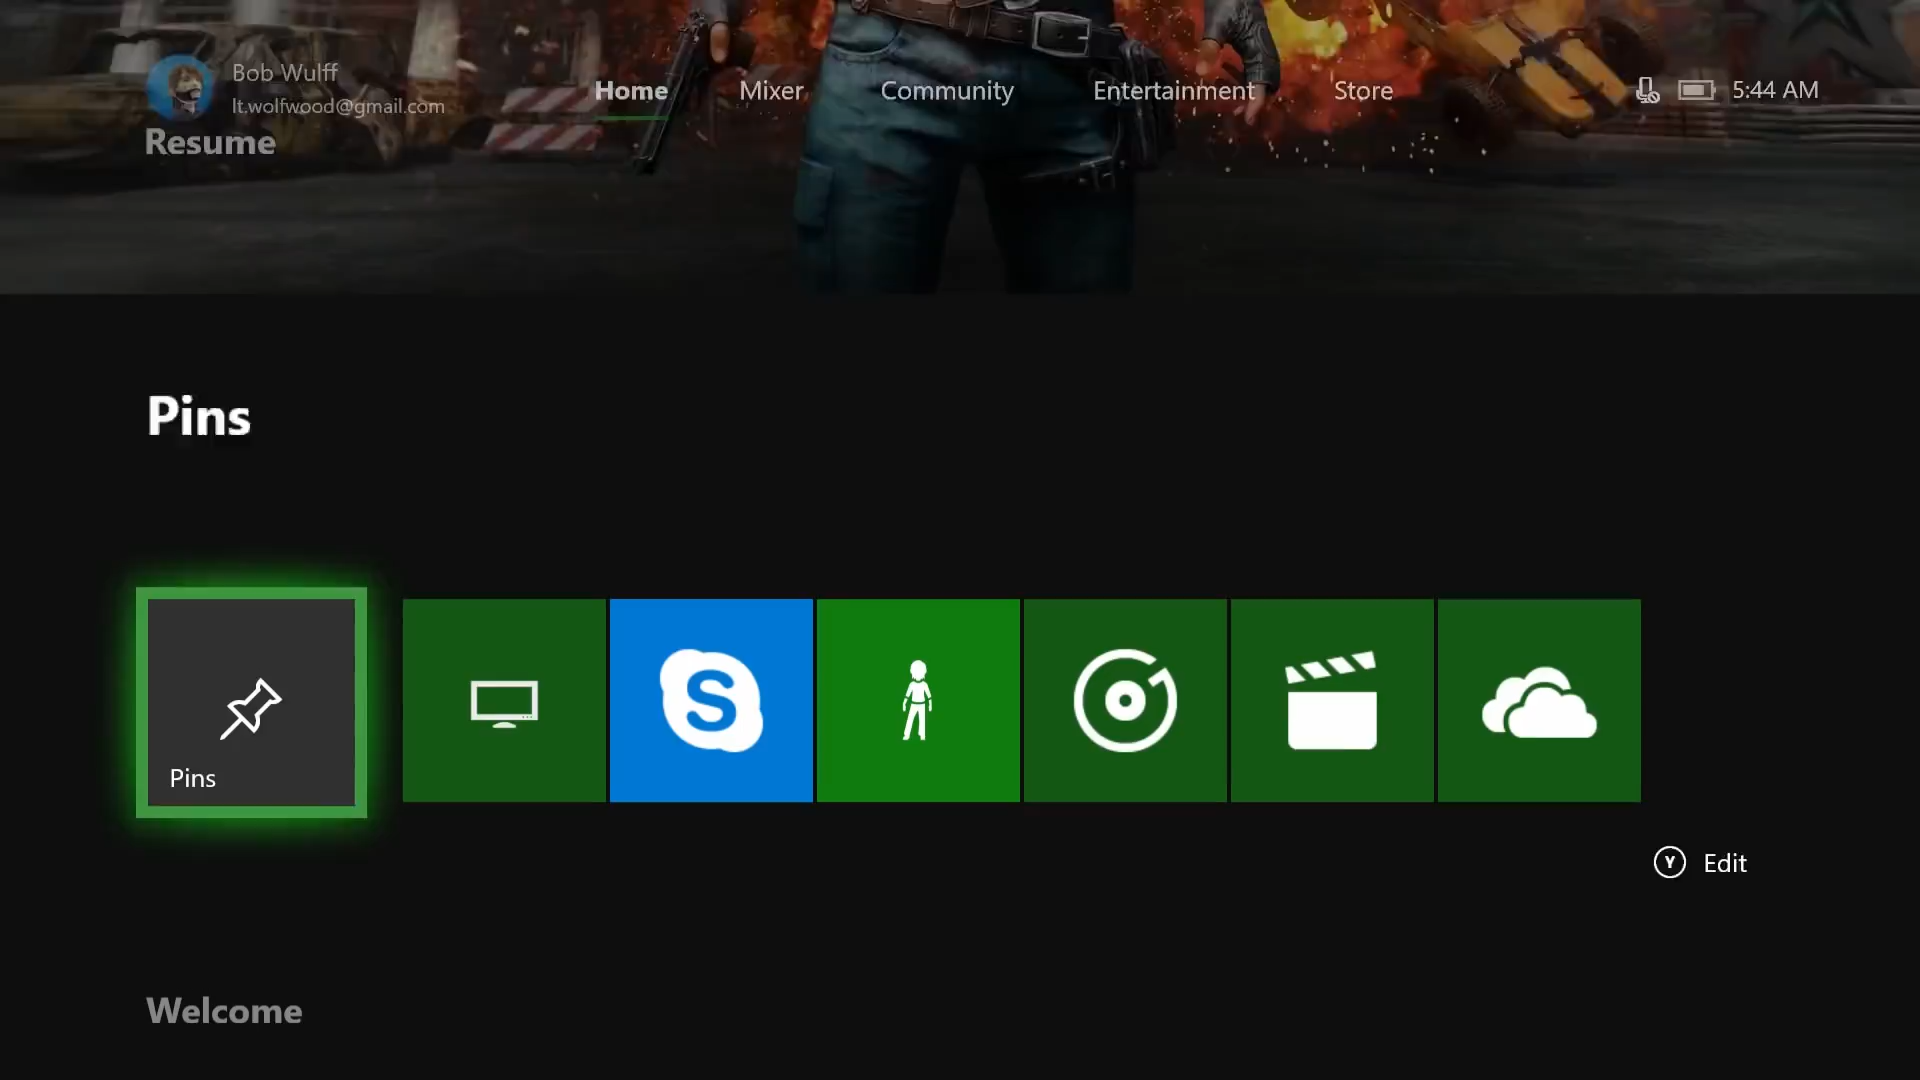 Bob Wulff
lt.wolfwood@gmail.com
Home
Mixer
Community
Entertainment
Store
5:44 AM
Resume
Pins
Pins
Y Edit
Welcome